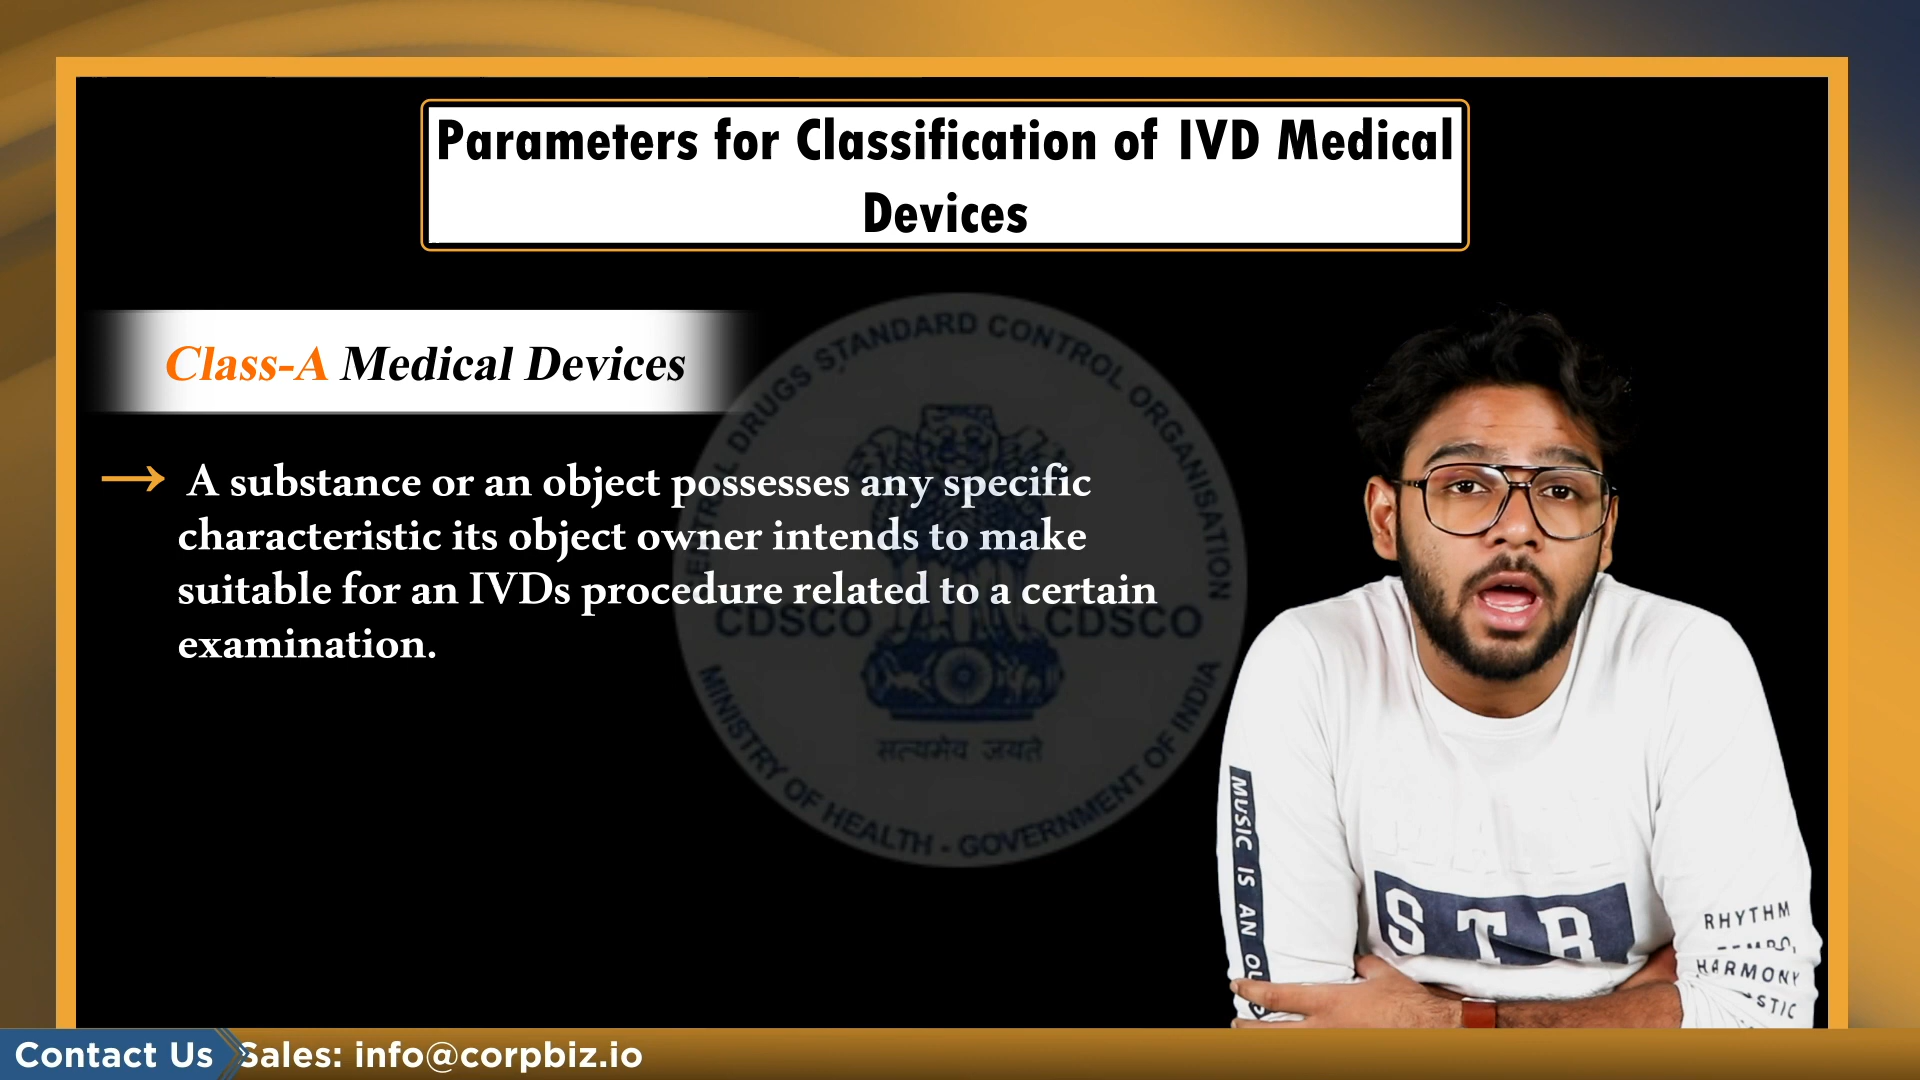 Parameters for Classification of IVD Medical
Devices
Class-A Medical Devices
→ A substance or an object possesses any specific
characteristic its object owner intends to make
suitable for an IVDs procedure related to a certain
examination.
CENTRAL DRUGS STANDARD CONTROL ORGANISATION
CDSCO CDSCO
सत्यमेव जयते
MINISTRY OF HEALTH - GOVERNMENT OF INDIA
MUSIC IS AN
STR
RHYTHM
HARMONY
Contact Us Sales: info@corpbiz.io